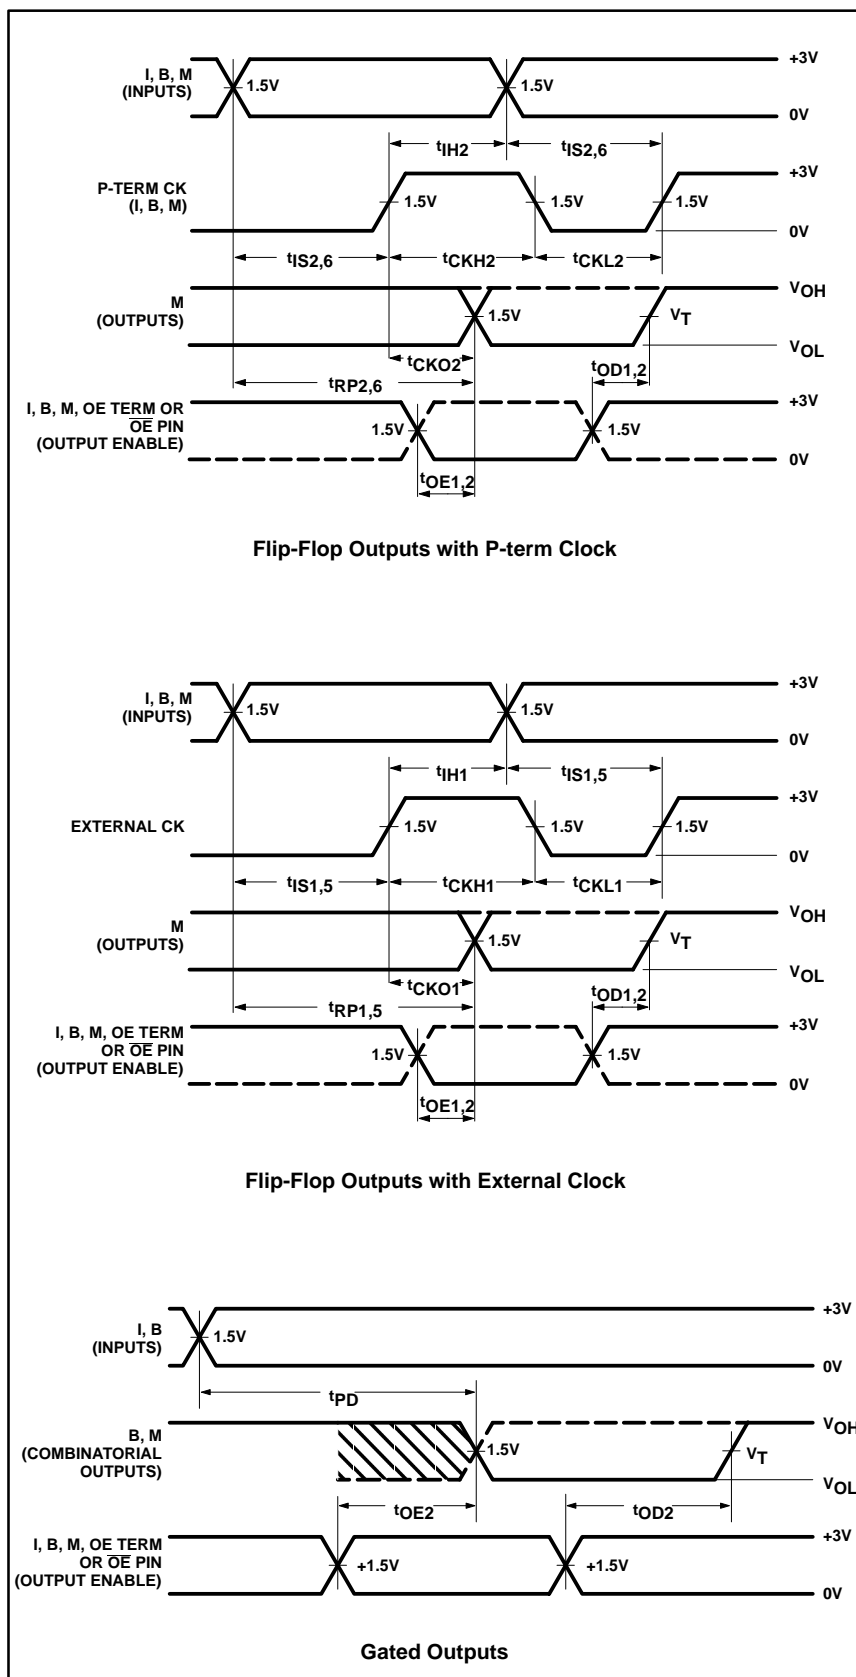 I, B, M
(INPUTS)
1.5V
1.5V
+3V
0V
tIH2
tIS2,6
P-TERM CK
(I, B, M)
1.5V
1.5V
1.5V
+3V
0V
tIS2,6
tCKH2
tCKL2
M
(OUTPUTS)
1.5V
VT
VOH
VOL
tCKO2
tOD1,2
tRP2,6
I, B, M, OE TERM OR
OE PIN
(OUTPUT ENABLE)
1.5V
1.5V
+3V
0V
tOE1,2
Flip-Flop Outputs with P-term Clock
I, B, M
(INPUTS)
1.5V
1.5V
+3V
0V
tIH1
tIS1,5
EXTERNAL CK
1.5V
1.5V
1.5V
+3V
0V
tIS1,5
tCKH1
tCKL1
M
(OUTPUTS)
1.5V
VT
VOH
VOL
tCKO1
tOD1,2
tRP1,5
I, B, M, OE TERM
OR OE PIN
(OUTPUT ENABLE)
1.5V
1.5V
+3V
0V
tOE1,2
Flip-Flop Outputs with External Clock
I, B
(INPUTS)
1.5V
+3V
0V
tPD
B, M
(COMBINATORIAL
OUTPUTS)
1.5V
VT
VOH
VOL
tOE2
tOD2
I, B, M, OE TERM
OR OE PIN
(OUTPUT ENABLE)
+1.5V
+1.5V
+3V
0V
Gated Outputs